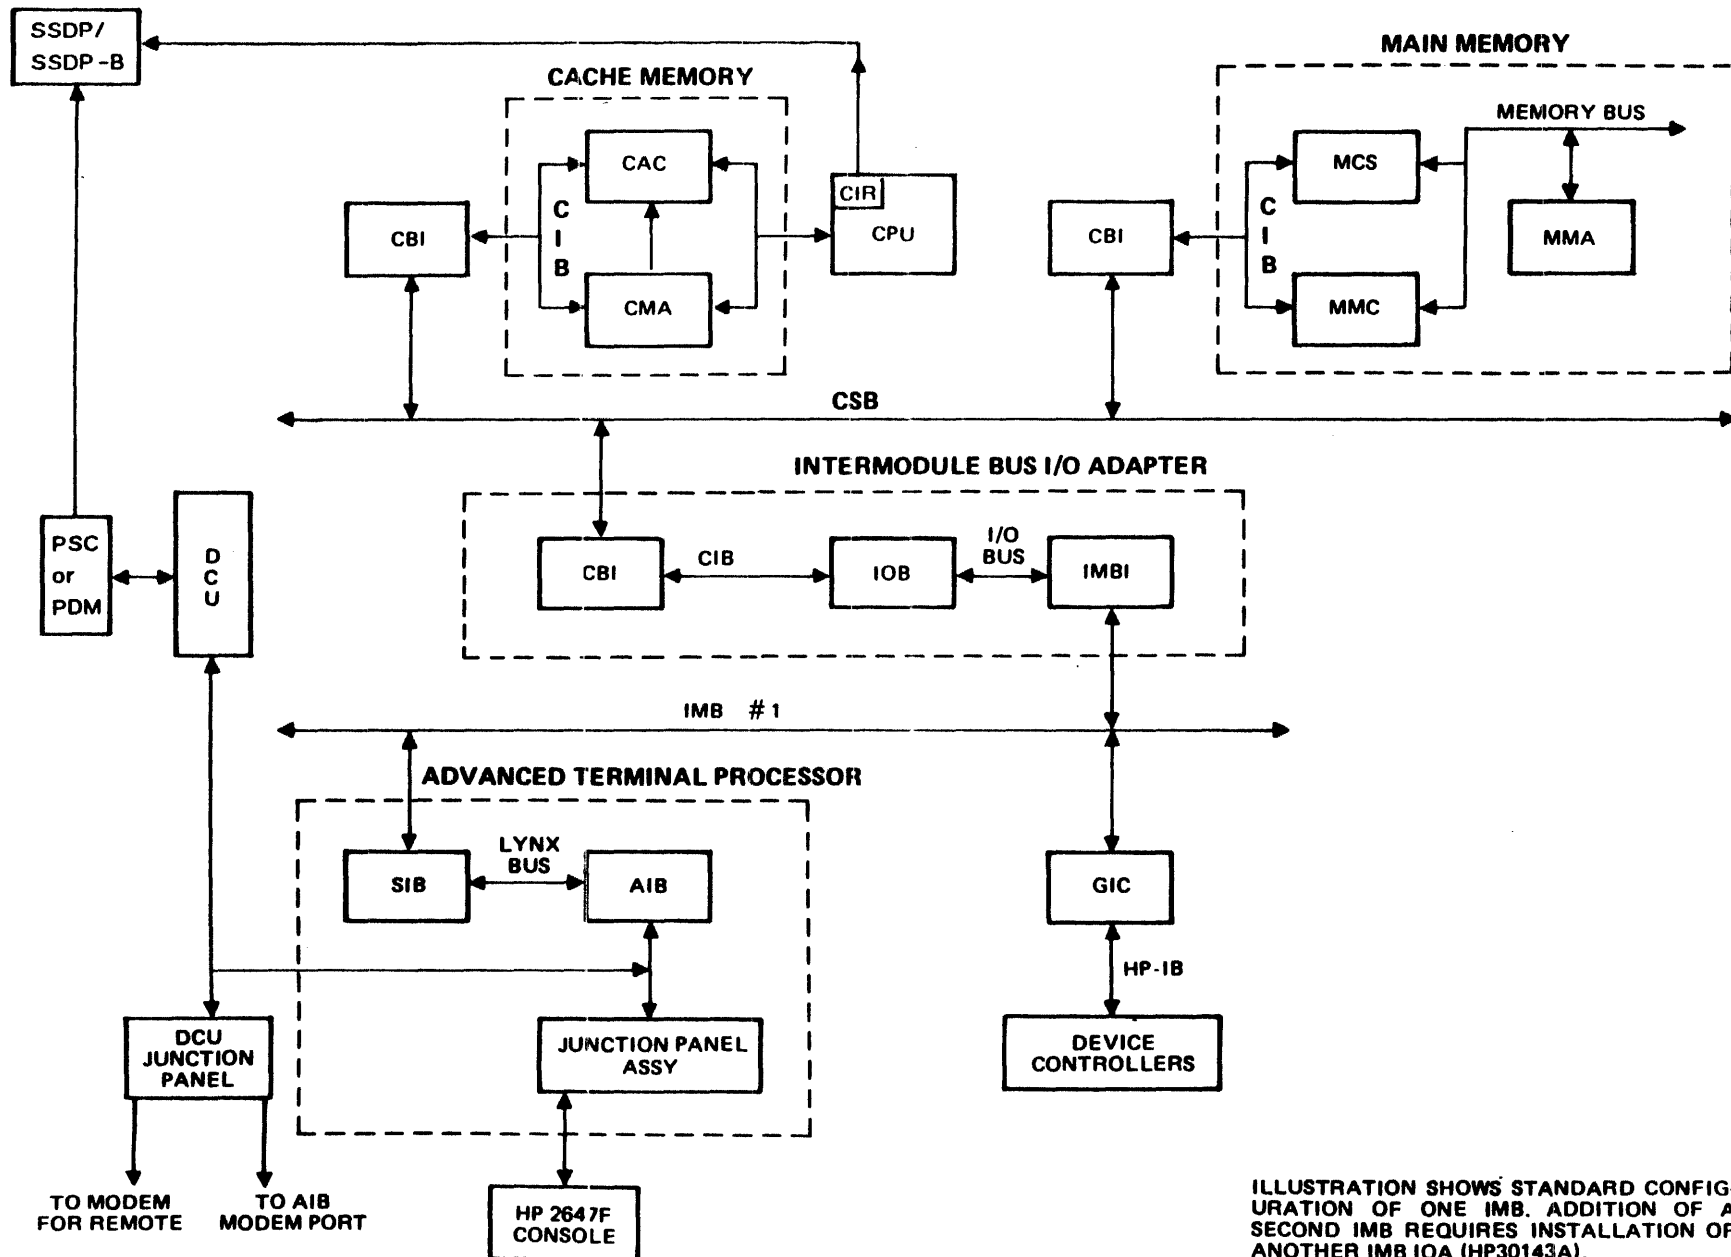 SSDP/
SSDP-B
MAIN MEMORY
CACHE MEMORY
MEMORY BUS
CAC
MCS
CIR
CPU
CBI
C
I
B
CBI
C
I
B
MMA
CMA
MMC
CSB
INTERMODULE BUS I/O ADAPTER
PSC
or
PDM
D
C
U
CBI
CIB
IOB
I/O
BUS
IMBI
IMB #1
ADVANCED TERMINAL PROCESSOR
SIB
LYNX
BUS
AIB
GIC
HP-IB
DCU
JUNCTION
PANEL
JUNCTION PANEL
ASSY
DEVICE
CONTROLLERS
TO MODEM
FOR REMOTE
TO AIB
MODEM PORT
HP 2647F
CONSOLE
ILLUSTRATION SHOWS STANDARD CONFIG-
URATION OF ONE IMB. ADDITION OF A
SECOND IMB REQUIRES INSTALLATION OF
ANOTHER IMB IOA (HP30143A).